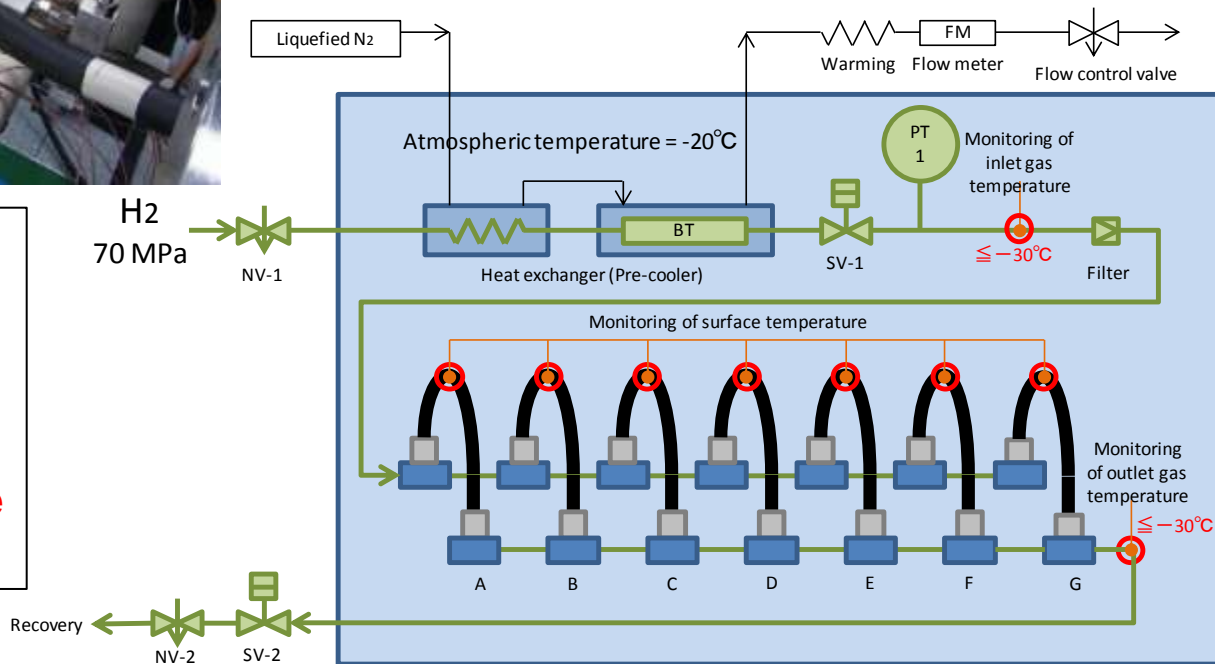 Liquefied N2
FM
Warming
Flow meter
Flow control valve
Atmospheric temperature = -20℃
PT
1
Monitoring of
inlet gas
temperature
H2
70 MPa
BT
≦－30℃
NV-1
Heat exchanger (Pre-cooler)
SV-1
Filter
Monitoring of surface temperature
Monitoring
of outlet gas
temperature
≦－30℃
e
A
B
C
D
E
F
G
Recovery
NV-2
SV-2